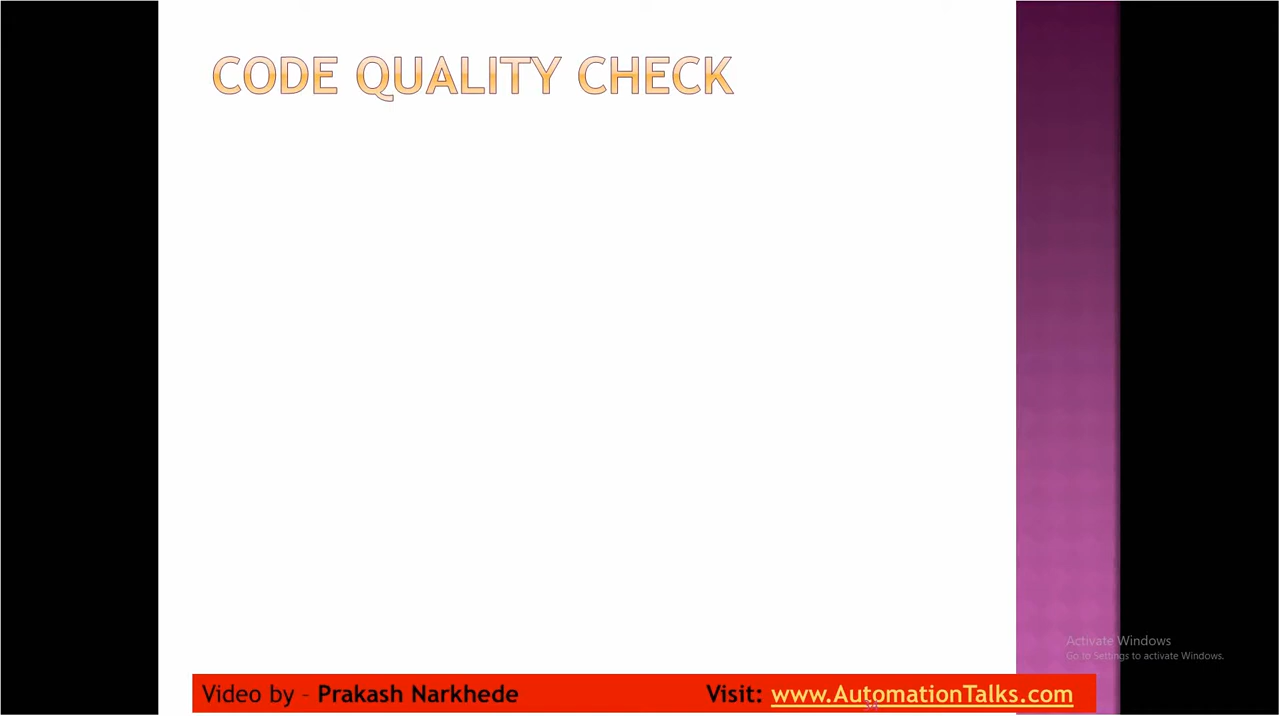 CODE QUALITY CHECK
Activate Windows
Go to Settings to activate Windows.
Video by - Prakash Narkhede Visit: www.AutomationTalks.com